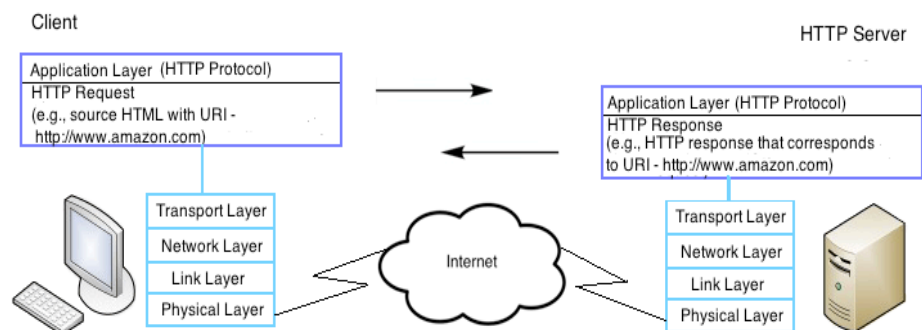 Client
HTTP Server
Application Layer (HTTP Protocol)
HTTP Request
(e.g., source HTML with URI -
http://www.amazon.com)
Application Layer (HTTP Protocol)
HTTP Response
(e.g., HTTP response that corresponds
to URI - http://www.amazon.com)
Transport Layer
Network Layer
Link Layer
Physical Layer
Internet
Transport Layer
Network Layer
Link Layer
Physical Layer